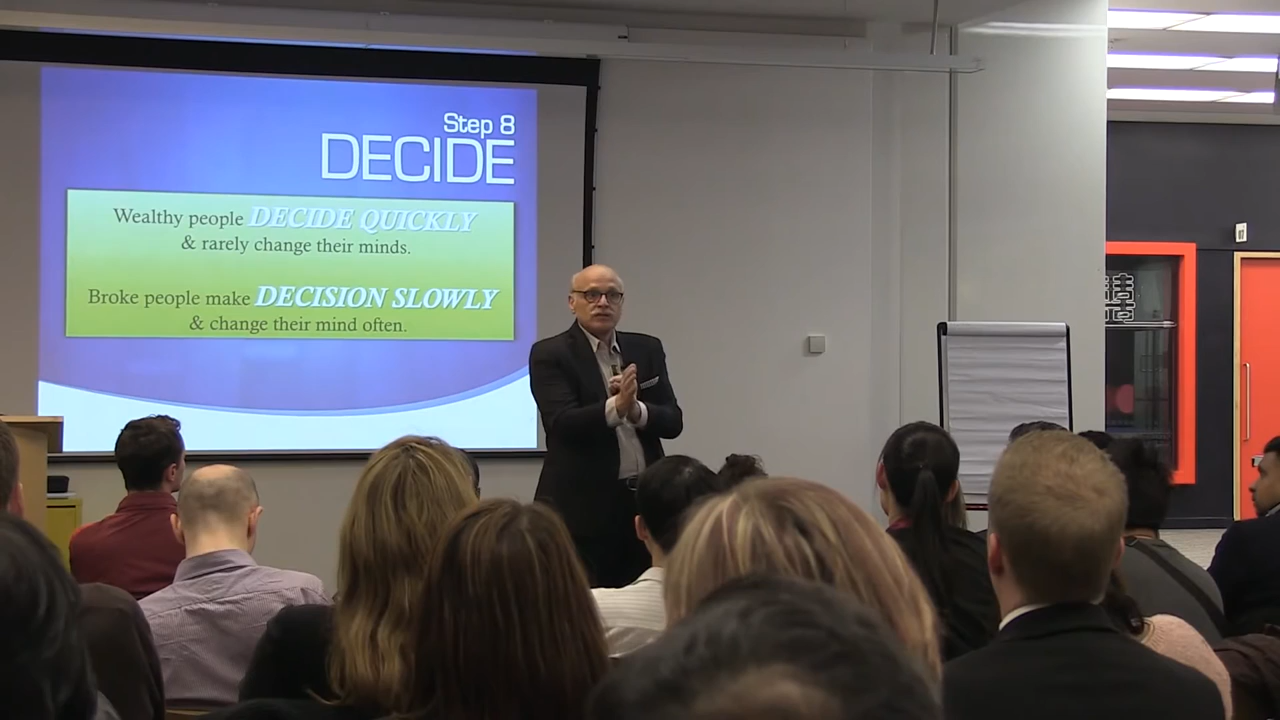 Step 8
DECIDE
Wealthy people DECIDE QUICKLY
& rarely change their minds.
Broke people make DECISION SLOWLY
& change their mind often.